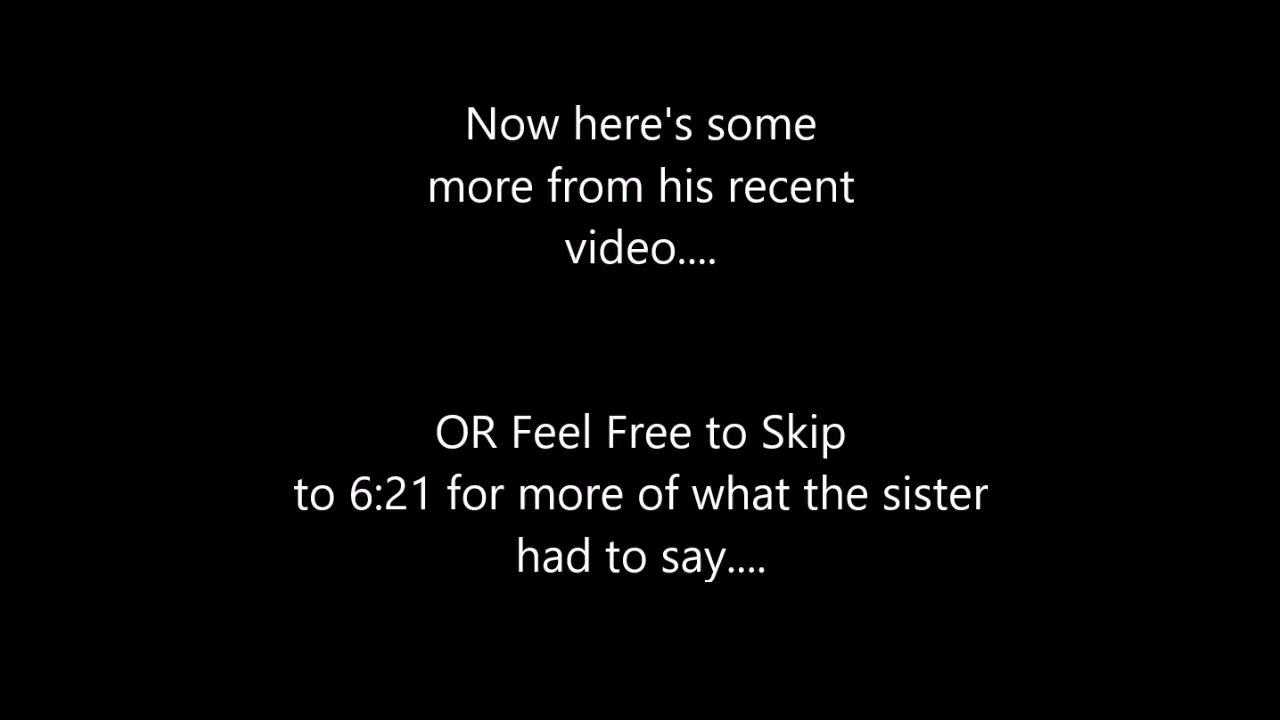 Now here's some
more from his recent
video....
OR Feel Free to Skip
to 6:21 for more of what the sister
had to say....